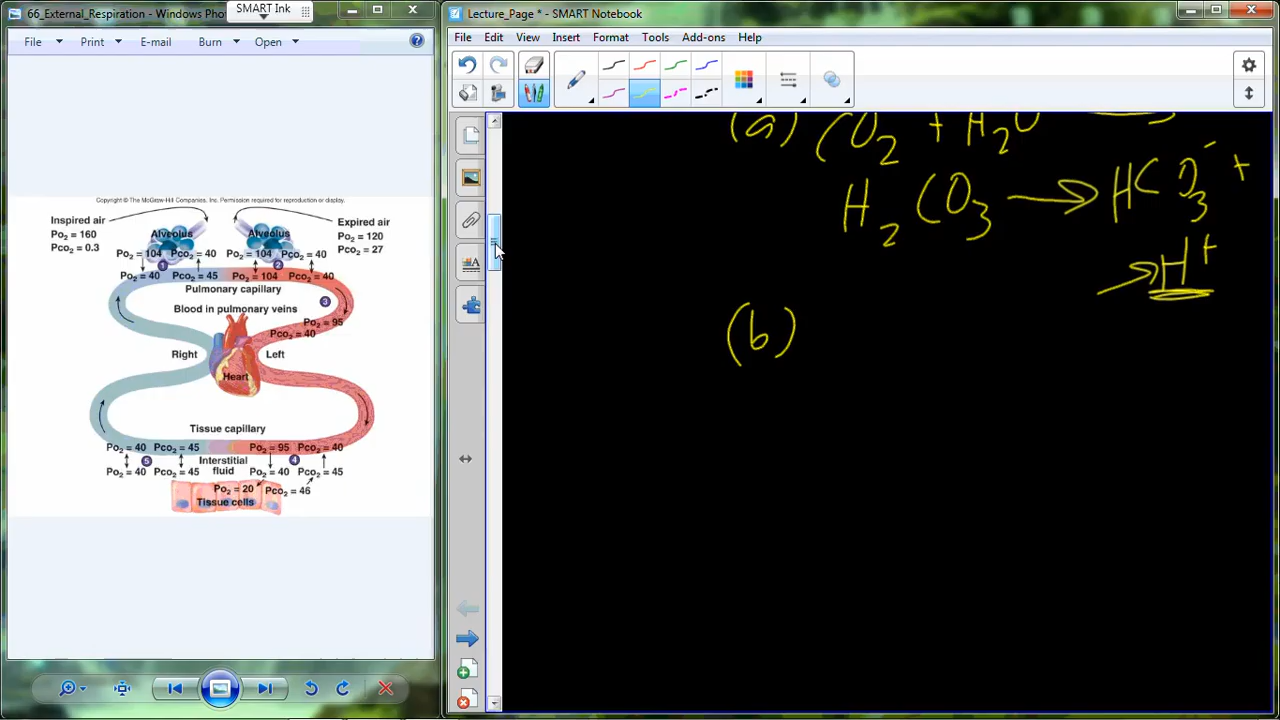 66_External_Respiration - Windows Pho
SMART Ink
File Print E-mail Burn Open
Copyright © The McGraw-Hill Companies, Inc. Permission required for reproduction or display.
Inspired air
Po2 = 160
Pco2 = 0.3
Expired air
Po2 = 120
Pco2 = 27
Alveolus Alveolus
Po2 = 104 Pco2 = 40 Po2 = 104 Pco2 = 40
1 2
Po2 = 40 Pco2 = 45 Po2 = 104 Pco2 = 40
Pulmonary capillary
3
Blood in pulmonary veins
Po2 = 95
Pco2 = 40
Right Left
Heart
Tissue capillary
Po2 = 40 Pco2 = 45 Po2 = 95 Pco2 = 40
5 Interstitial 4
fluid
Po2 = 40 Pco2 = 45 Po2 = 40 Pco2 = 45
Po2 = 20 Pco2 = 46
Tissue cells
Lecture_Page * - SMART Notebook
File Edit View Insert Format Tools Add-ons Help
(a) CO2 + H2O
H2CO3 → HCO3- +
→ H+
(b)